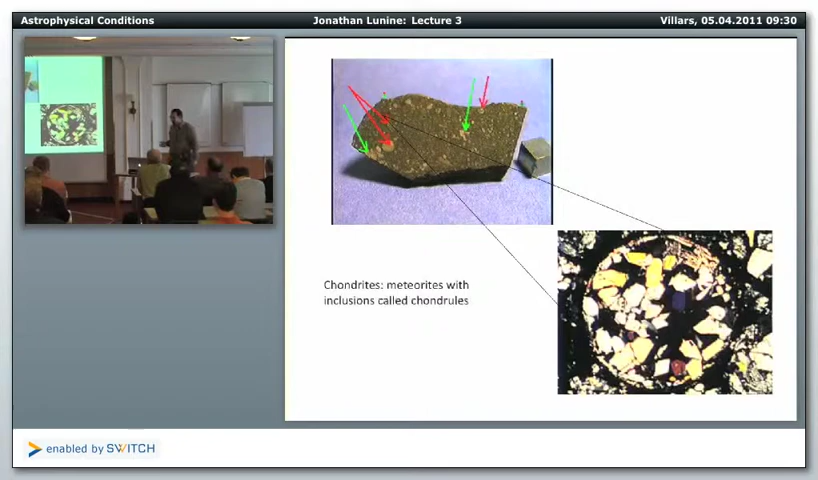 Astrophysical Conditions
Jonathan Lunine: Lecture 3
Villars, 05.04.2011 09:30
Chondrites: meteorites with
inclusions called chondrules
enabled by SWITCH